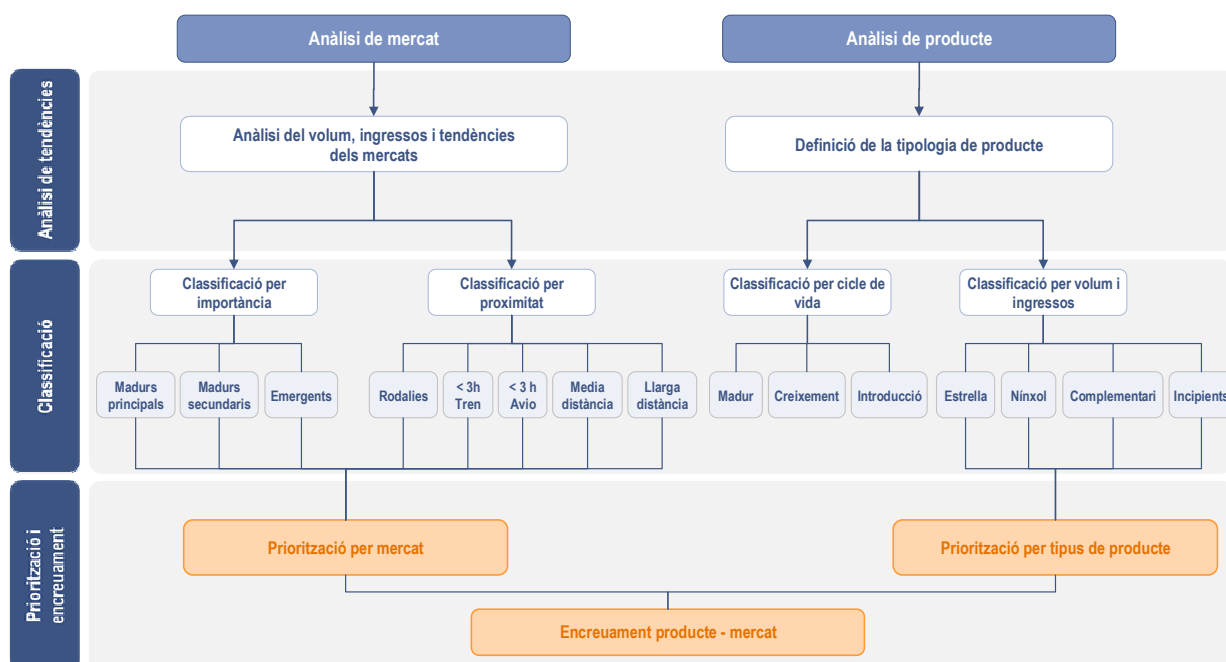 Anàlisi de mercat
Anàlisi de producte
Anàlisi de tendències
Anàlisi del volum, ingressos i tendències
dels mercats
Definició de la tipologia de producte
Classificació
Classificació per
importància
Classificació per
proximitat
Classificació per cicle de
vida
Classificació per volum i
ingressos
Madurs
principals
Madurs
secundaris
Emergents
Rodalies
< 3h
Tren
< 3 h
Avio
Media
distància
Llarga
distància
Madur
Creixement
Introducció
Estrella
Nínxol
Complementari
Incipients
Priorització i
encreuament
Priorització per mercat
Priorització per tipus de producte
Encreuament producte - mercat